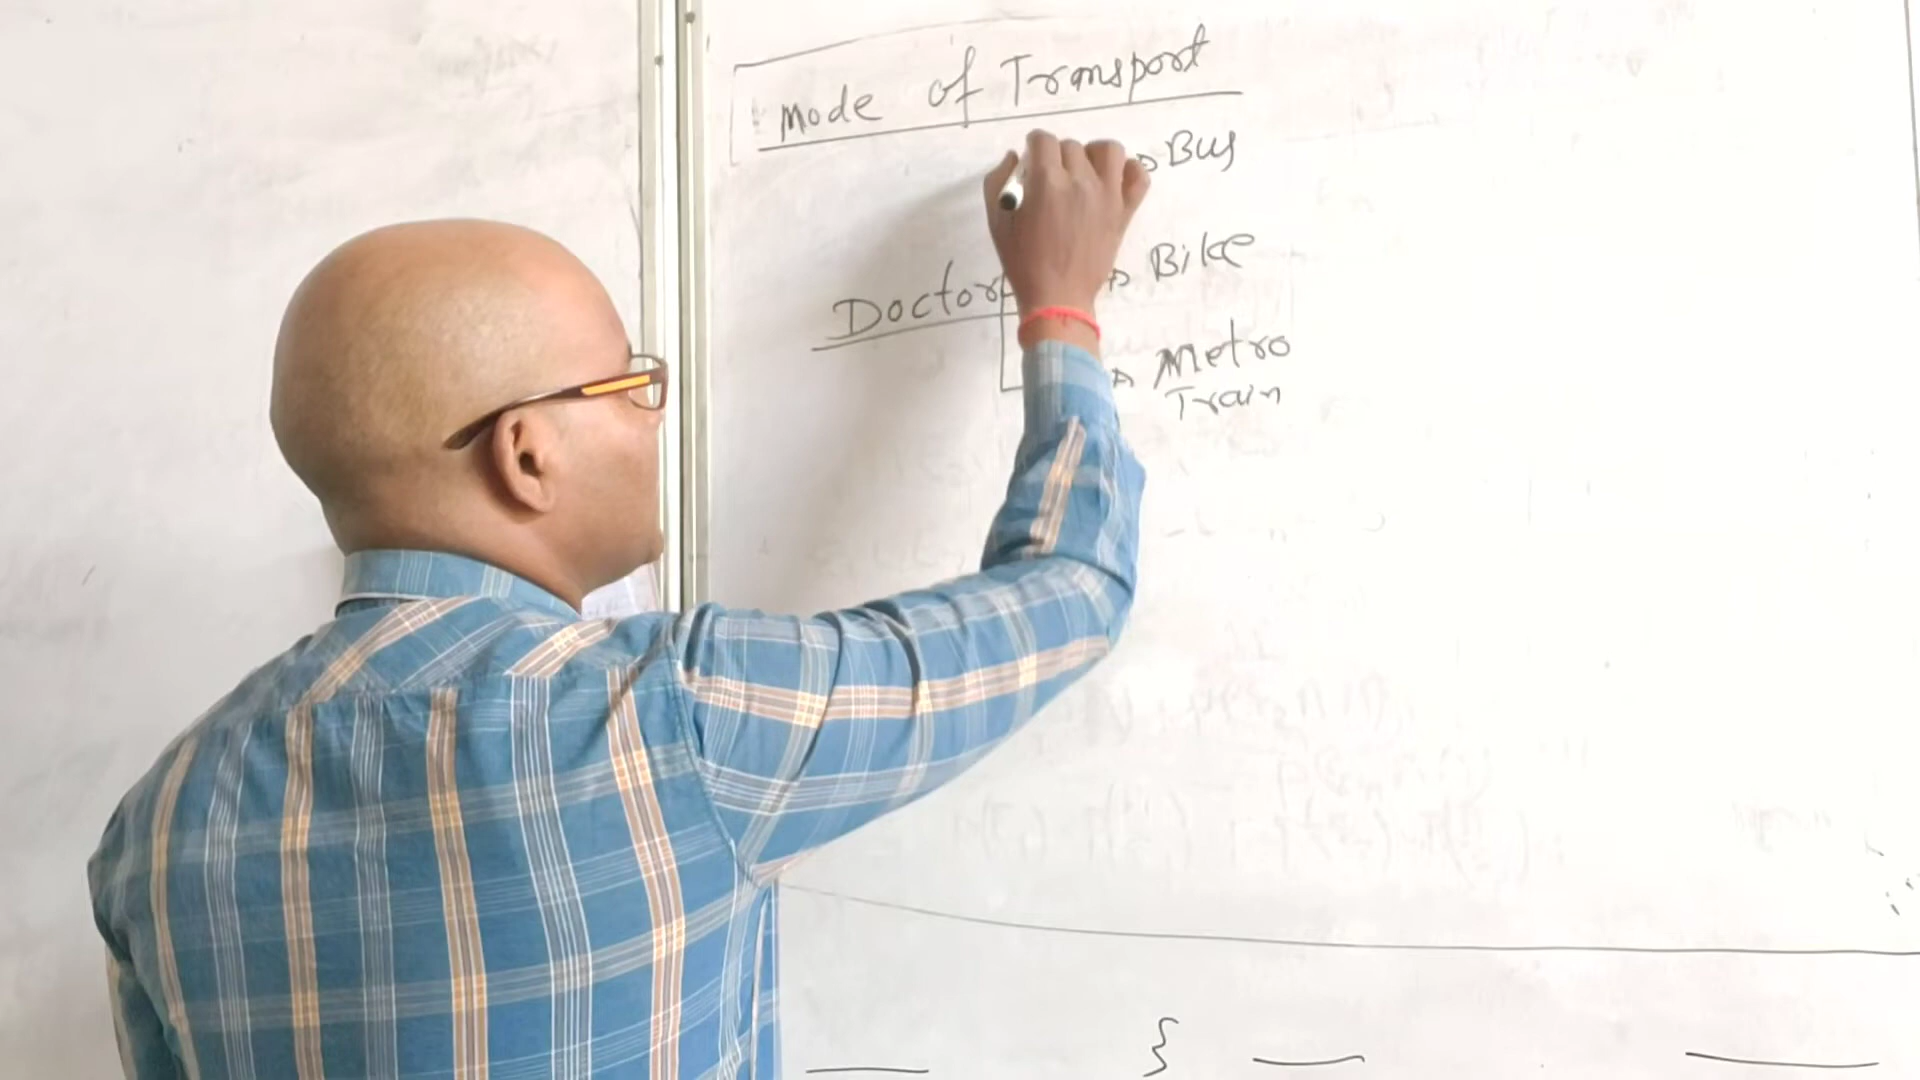 Mode of Transport
Bus
Doctor
Bike
Metro
Train